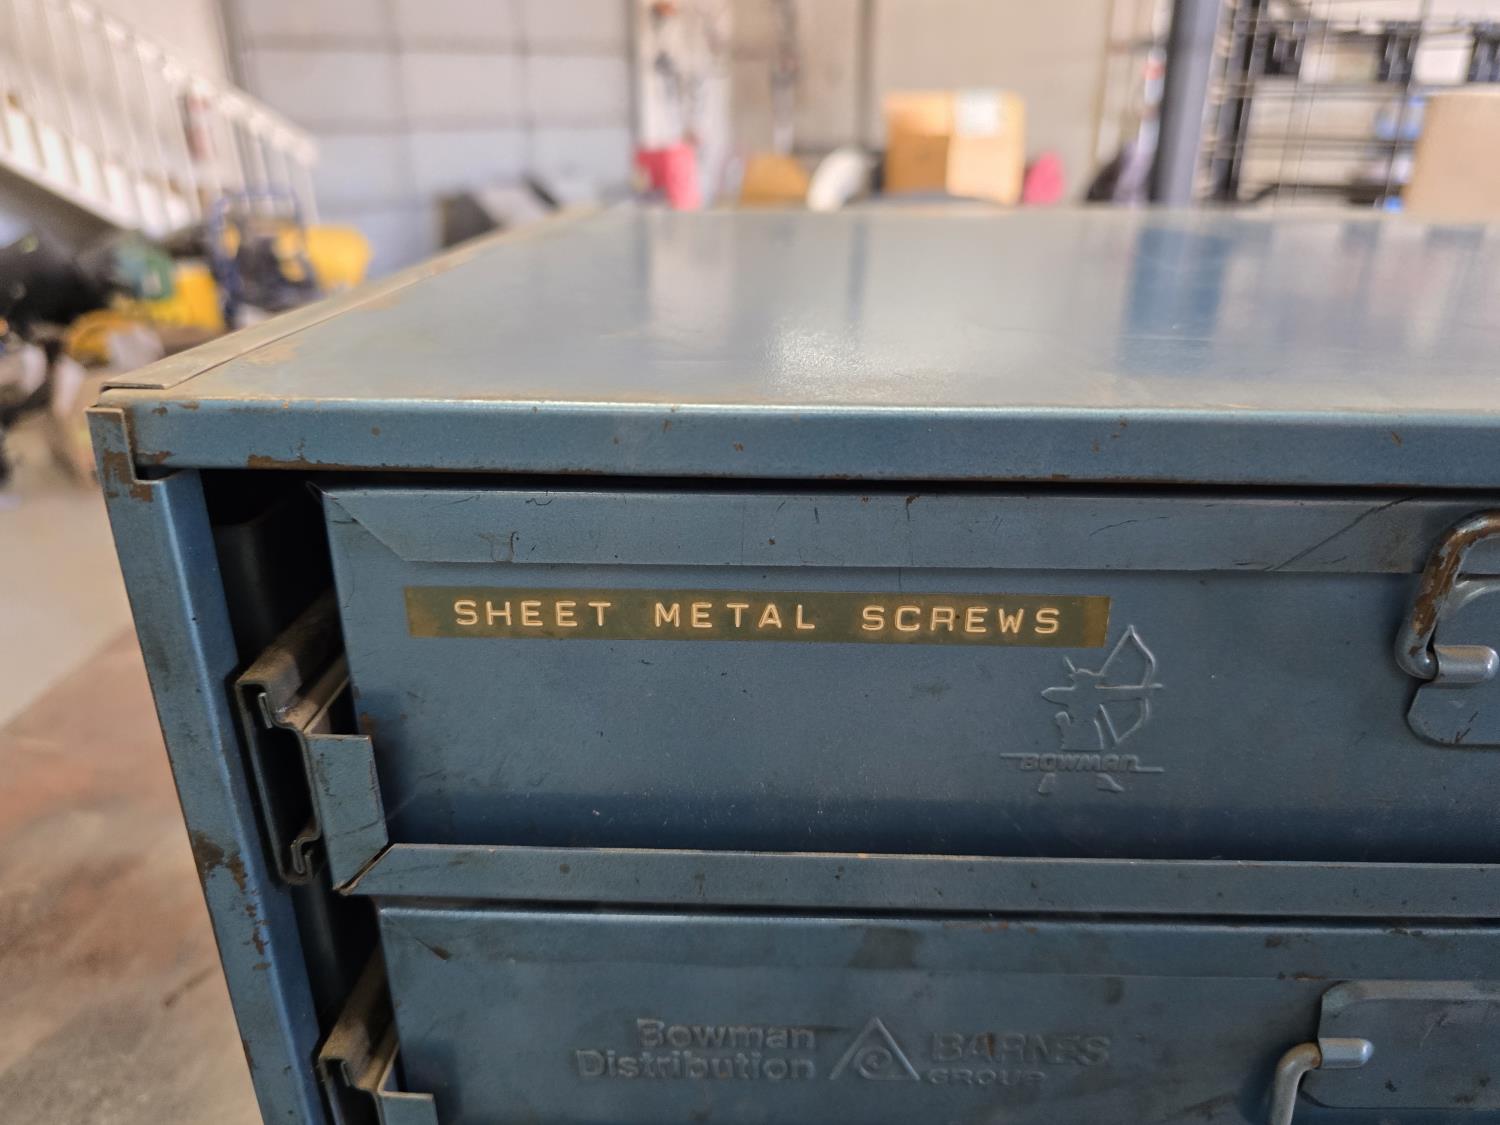 SHEET METAL SCREWS
BOWMAN
Bowman
Distribution
BARNES
GROUP